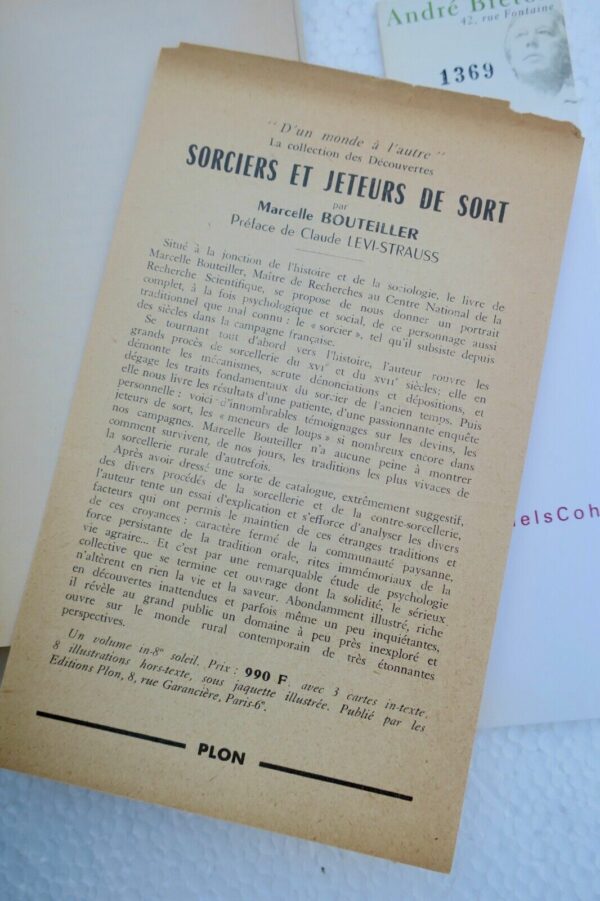 André Bret
42, rue Fontaine
1369
"D'un monde à l'autre"
La collection des Découvertes
SORCIERS ET JETEURS DE SORT
par
Marcelle BOUTEILLER
Préface de Claude LEVI-STRAUSS
Situé à la jonction de l'histoire et de la sociologie, le livre de
Marcelle Bouteiller, Maître de Recherches au Centre National de la
Recherche Scientifique, se propose de nous donner un portrait
complet, à la fois psychologique et social, de ce personnage aussi
traditionnel que mal connu : le « sorcier », tel qu'il subsiste depuis
des siècles dans la campagne française.
Se tournant tout d'abord vers l'histoire, l'auteur rouvre les
grands procès de sorcellerie du XVIe et du XVIIe siècles; elle en
démonte les mécanismes, scrute dénonciations et dépositions, et
dégage les traits fondamentaux du sorcier de l'ancien temps. Puis
elle nous livre les résultats d'une patiente, d'une passionnante enquête
personnelle : voici d'innombrables témoignages sur les devins, les
jeteurs de sort, les « meneurs de loups » si nombreux encore dans
nos campagnes. Marcelle Bouteiller n'a aucune peine à montrer
comment survivent, de nos jours, les traditions les plus vivaces de
la sorcellerie rurale d'autrefois.
Après avoir dressé une sorte de catalogue, extrêmement suggestif,
des divers procédés de la sorcellerie et de la contre-sorcellerie,
l'auteur tente un essai d'explication et s'efforce d'analyser les divers
facteurs qui ont permis le maintien de ces étranges traditions et
de ces croyances : caractère fermé de la communauté paysanne,
force persistante de la tradition orale, rites immémoriaux de la
vie agraire... Et c'est par une remarquable étude de psychologie
collective que se termine cet ouvrage dont la solidité, le sérieux
n'altèrent en rien la vie et la saveur. Abondamment illustré, riche
en découvertes inattendues et parfois même un peu inquiétantes,
il révèle au grand public un domaine à peu près inexploré et
ouvre sur le monde rural contemporain de très étonnantes
perspectives.
Un volume in-8° soleil. Prix : 990 F, avec 3 cartes in-texte,
8 illustrations hors-texte, sous jaquette illustrée. Publié par les
Editions Plon, 8, rue Garancière, Paris-6e.
PLON
elsCoh